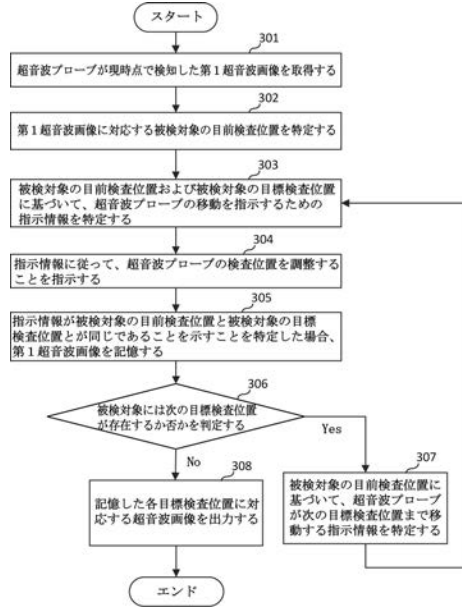 スタート
301
超音波プローブが現時点で検知した第1超音波画像を取得する
302
第1超音波画像に対応する被検対象の目前検査位置を特定する
303
被検対象の目前検査位置および被検対象の目標検査位置
に基づいて、超音波プローブの移動を指示するための
指示情報を特定する
304
指示情報に従って、超音波プローブの検査位置を調整する
ことを指示する
305
指示情報が被検対象の目前検査位置と被検対象の目標
検査位置とが同じであることを示すことを特定した場合、
第1超音波画像を記憶する
306
被検対象には次の目標検査位置
が存在するか否かを判定する
Yes
No
307
被検対象の目前検査位置に
基づいて、超音波プローブ
が次の目標検査位置まで移
動する指示情報を特定する
308
記憶した各目標検査位置に対
応する超音波画像を出力する
エンド